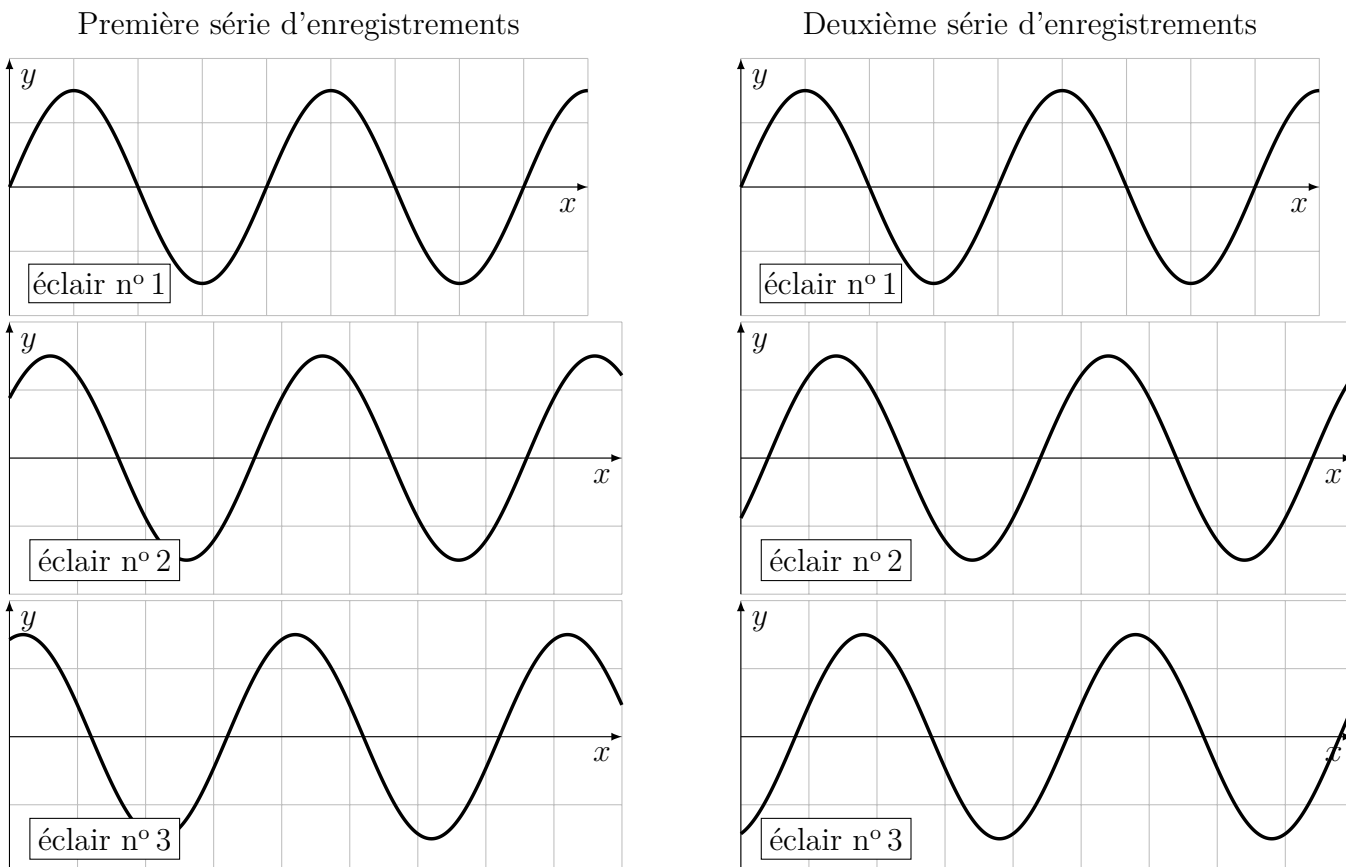 Première série d'enregistrements
Deuxième série d'enregistrements
y
x
éclair nº 1
y
x
éclair nº 1
y
x
éclair nº 2
y
x
éclair nº 2
y
x
éclair nº 3
y
x
éclair nº 3